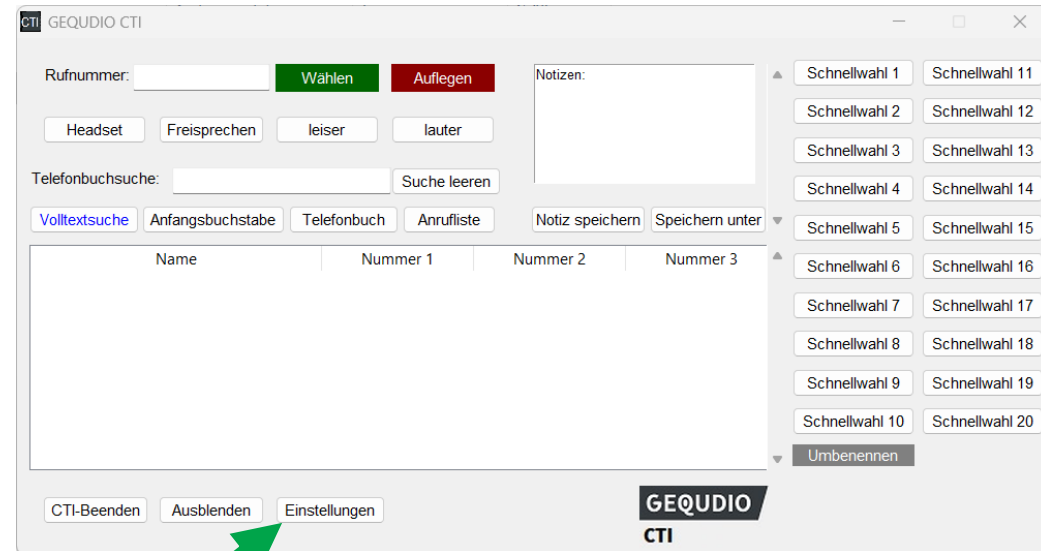 CTI GEQUDIO CTI
Rufnummer: Wählen Auflegen Notizen: Schnellwahl 1 Schnellwahl 11
Schnellwahl 2 Schnellwahl 12
Headset Freisprechen leiser lauter
Schnellwahl 3 Schnellwahl 13
Telefonbuchsuche: Suche leeren Schnellwahl 4 Schnellwahl 14
Volltextsuche Anfangsbuchstabe Telefonbuch Anrufliste Notiz speichern Speichern unter Schnellwahl 5 Schnellwahl 15
Name Nummer 1 Nummer 2 Nummer 3 Schnellwahl 6 Schnellwahl 16
Schnellwahl 7 Schnellwahl 17
Schnellwahl 8 Schnellwahl 18
Schnellwahl 9 Schnellwahl 19
Schnellwahl 10 Schnellwahl 20
Umbenennen
CTI-Beenden Ausblenden Einstellungen GEQUDIO
CTI